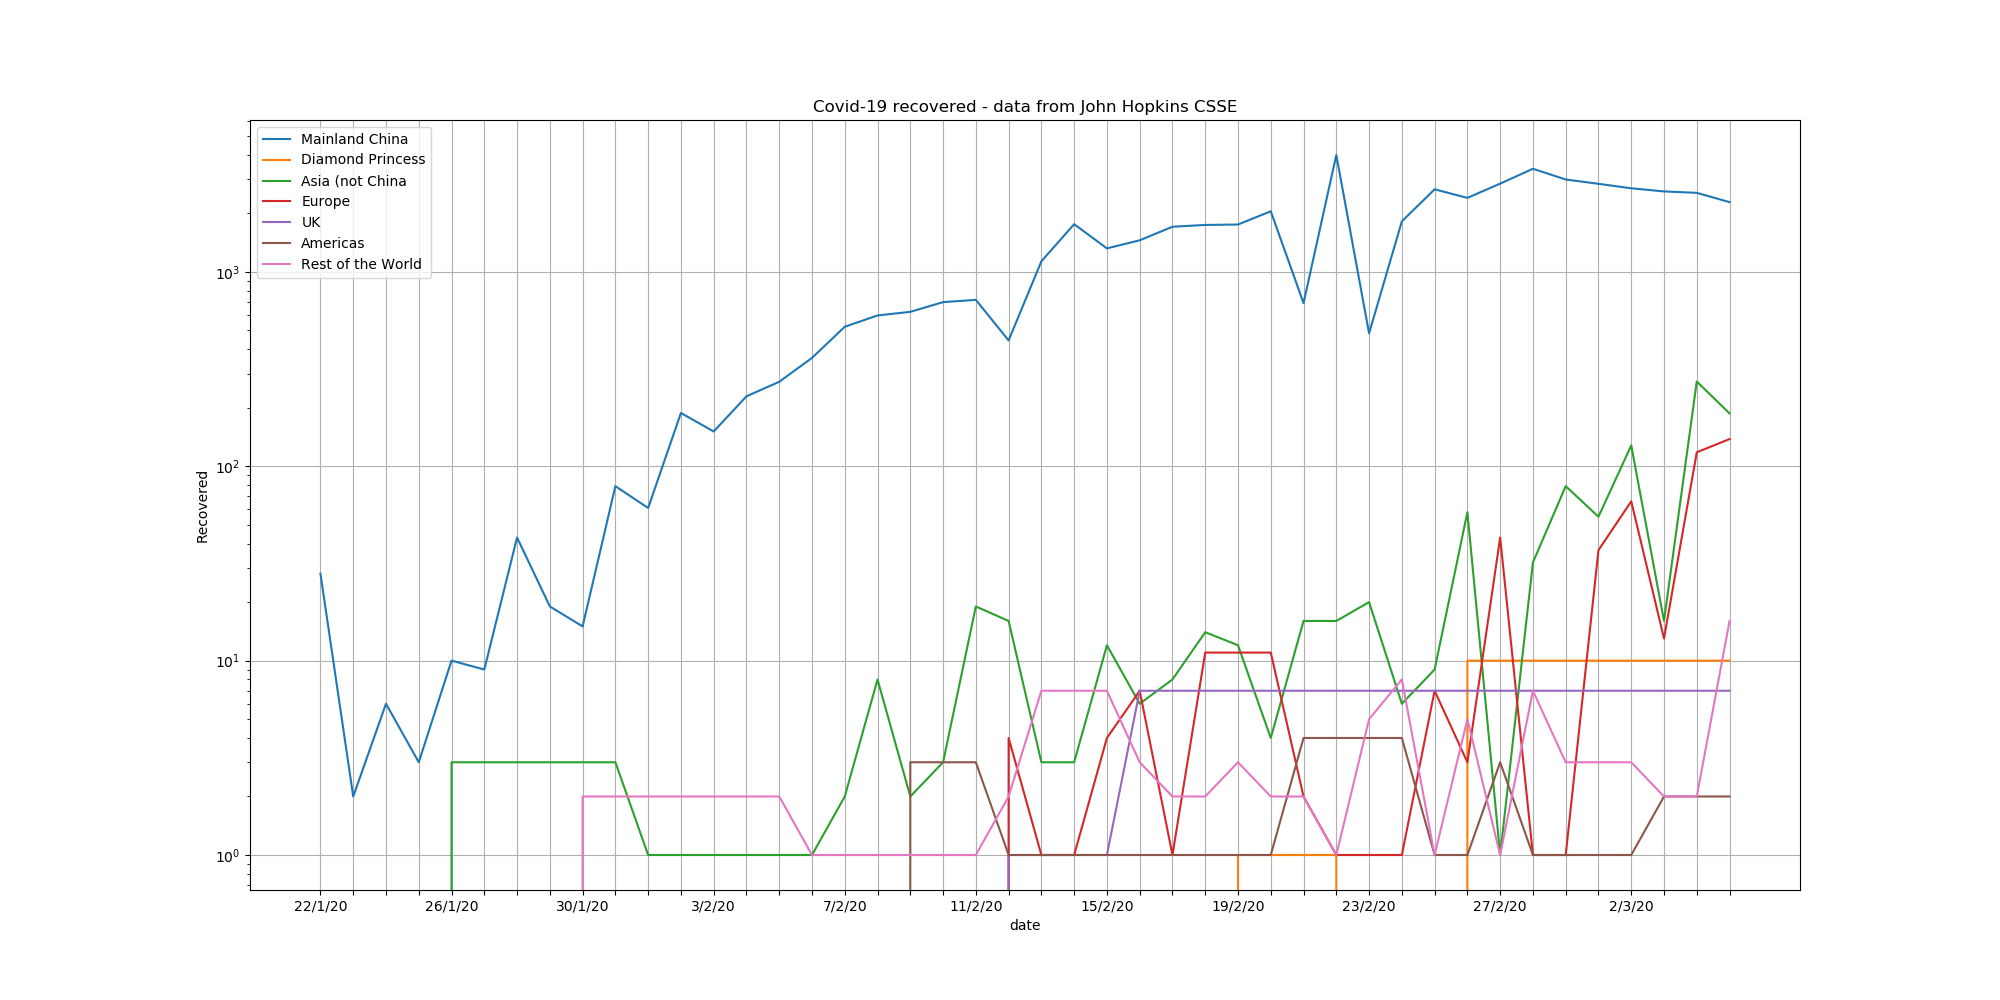 Covid-19 recovered - data from John Hopkins CSSE
Mainland China
Diamond Princess
Asia (not China
Europe
UK
Americas
Rest of the World
Recovered
10³
10²
10¹
10⁰
22/1/20 26/1/20 30/1/20 3/2/20 7/2/20 11/2/20 15/2/20 19/2/20 23/2/20 27/2/20 2/3/20
date